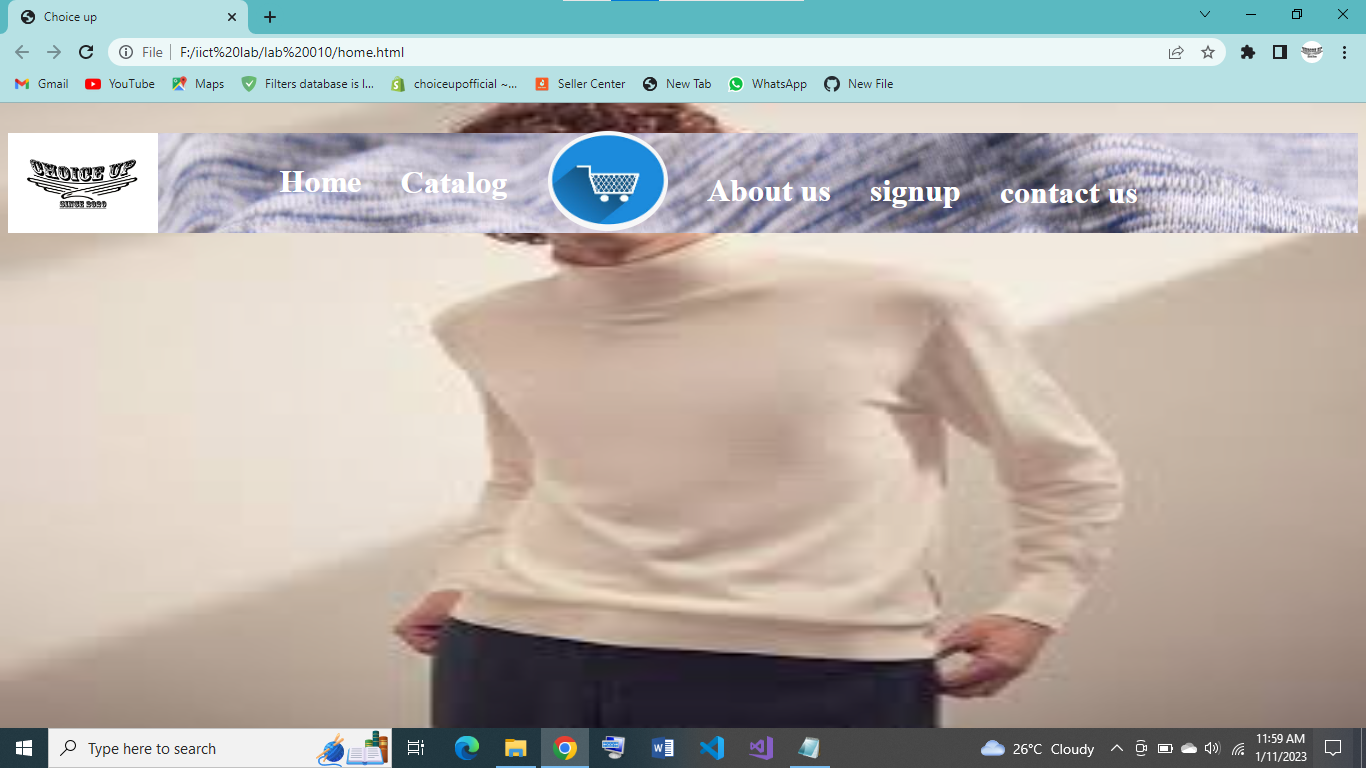 Choice up
File
F:/iict%20lab/lab%20010/home.html
Gmail YouTube Maps Filters database is l... choiceupofficial ~... Seller Center New Tab WhatsApp New File
CHOICE UP
SINCE 2020
Home Catalog About us signup contact us
Type here to search
26°C Cloudy
11:59 AM
1/11/2023